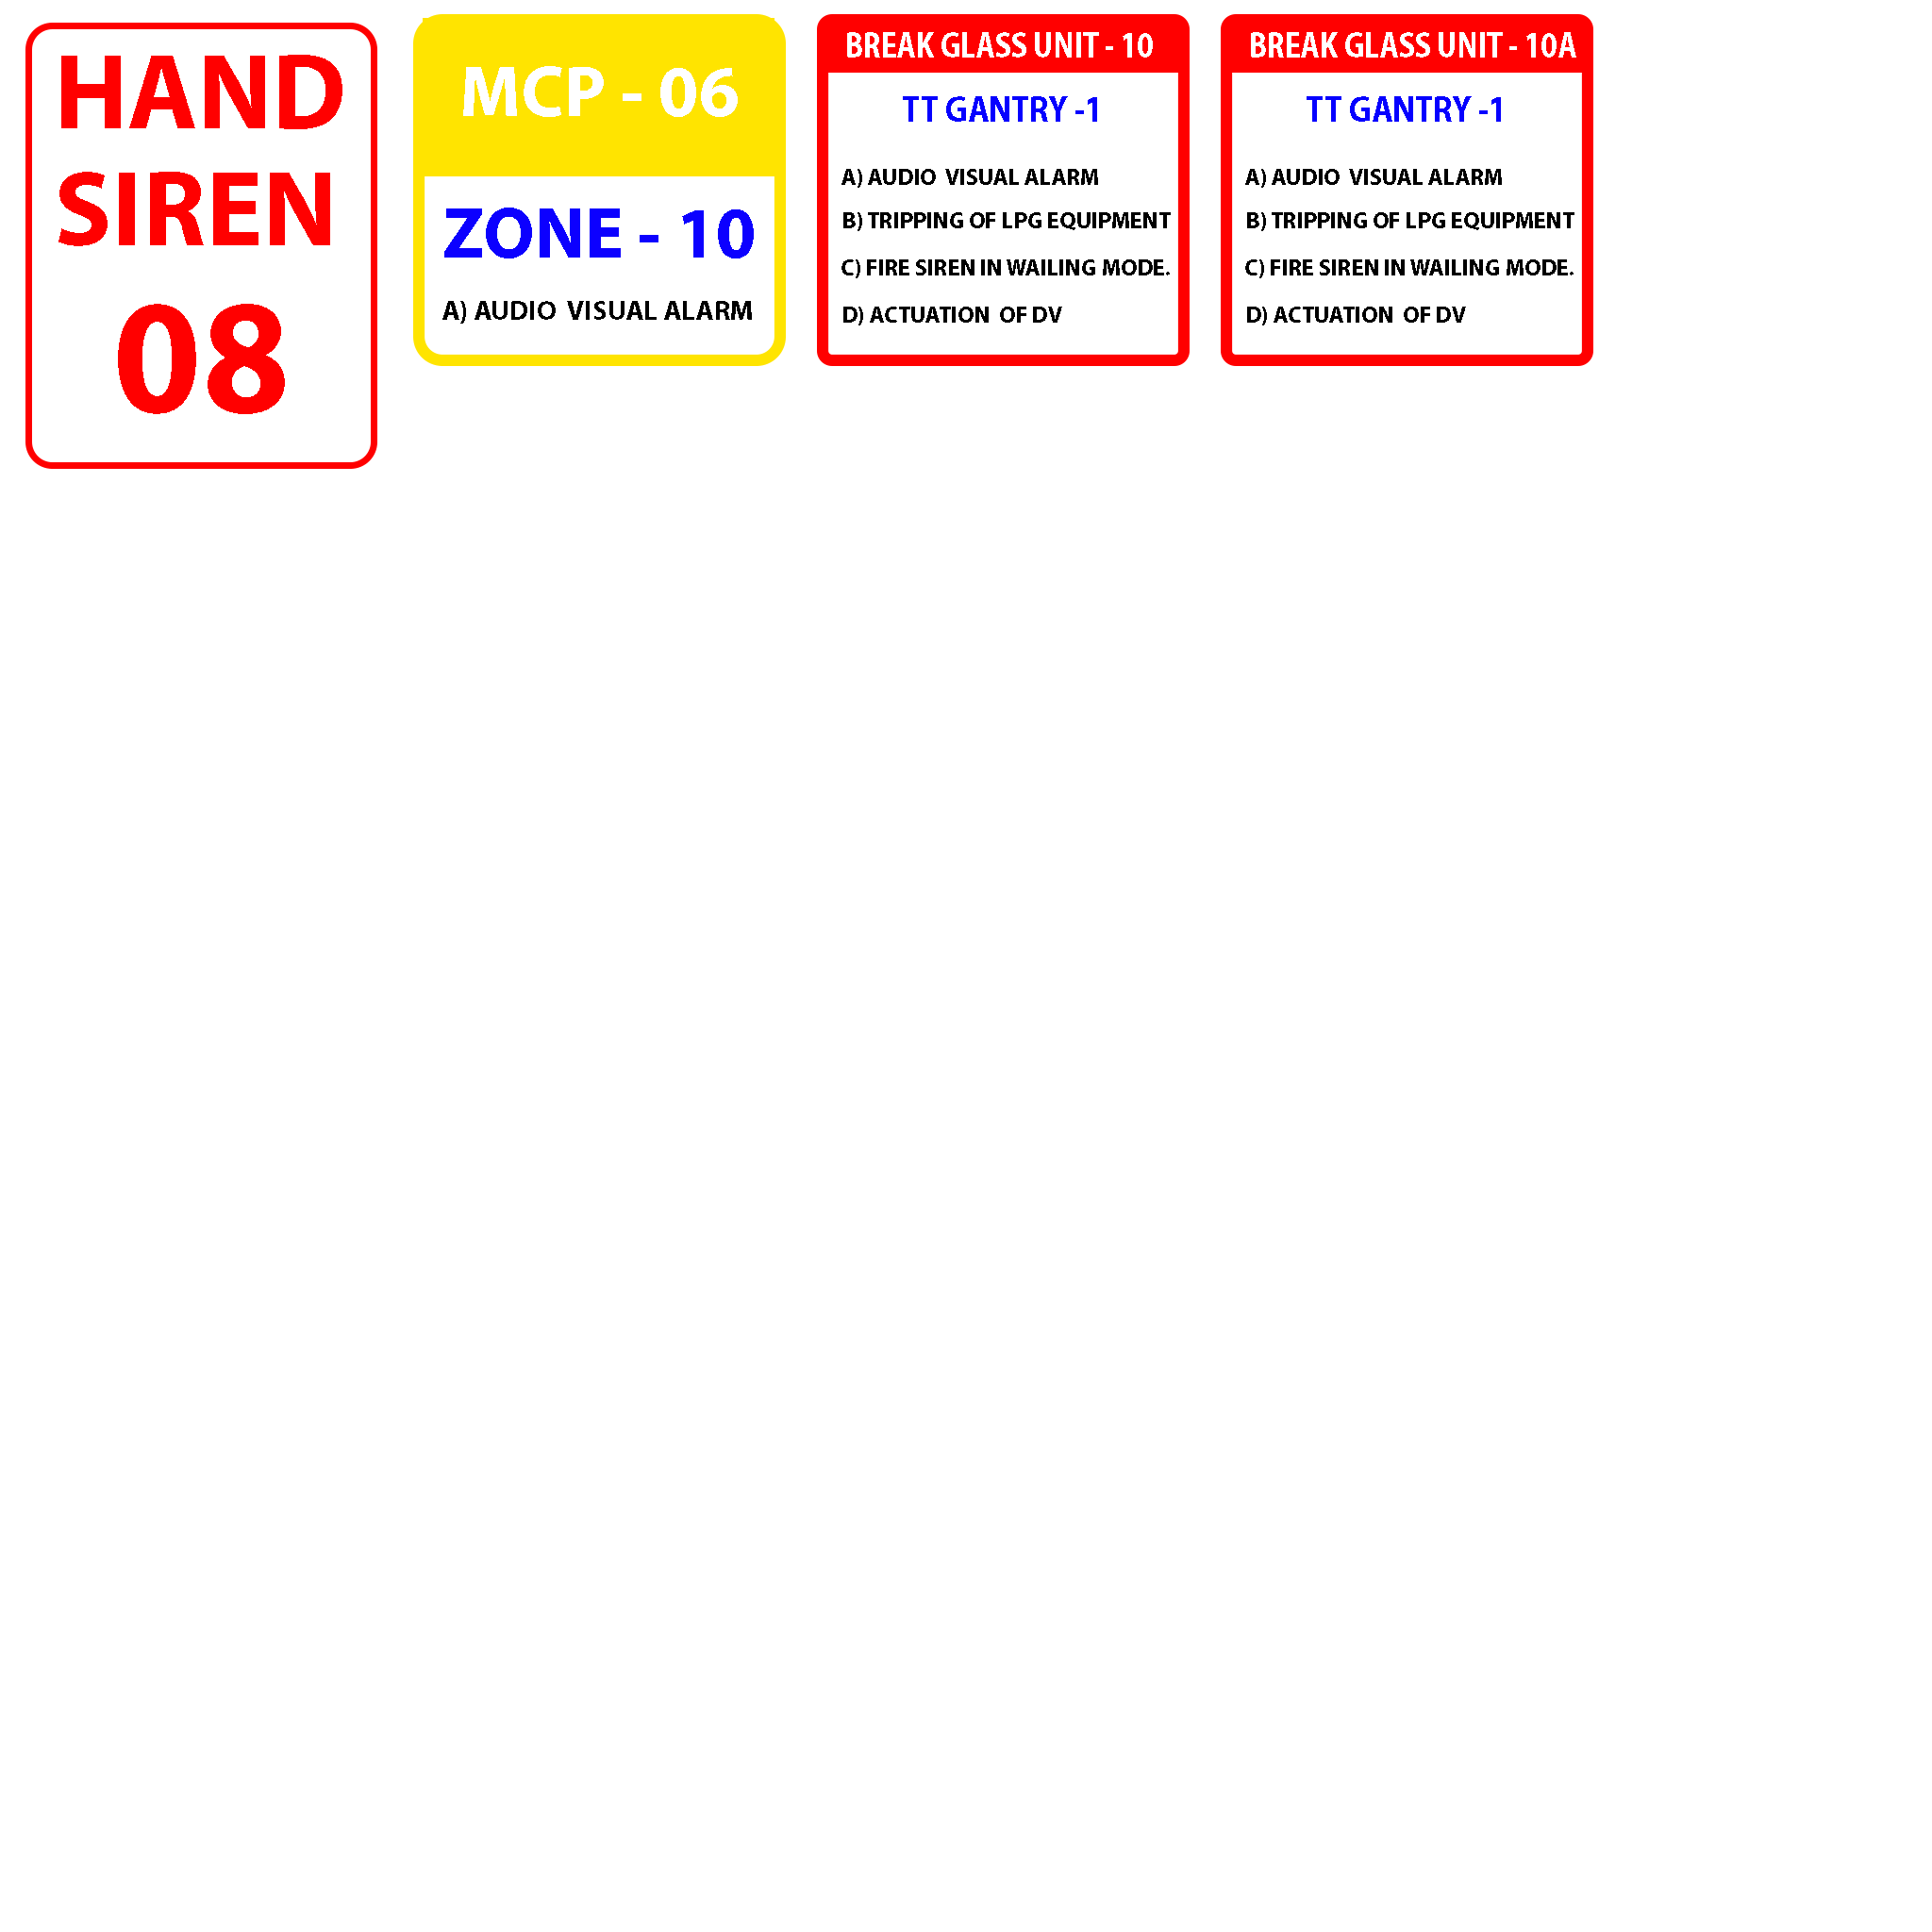 HAND
SIREN
08
MCP - 06
ZONE - 10
A) AUDIO VISUAL ALARM
BREAK GLASS UNIT - 10
TT GANTRY -1
A) AUDIO VISUAL ALARM
B) TRIPPING OF LPG EQUIPMENT
C) FIRE SIREN IN WAILING MODE.
D) ACTUATION OF DV
BREAK GLASS UNIT - 10A
TT GANTRY -1
A) AUDIO VISUAL ALARM
B) TRIPPING OF LPG EQUIPMENT
C) FIRE SIREN IN WAILING MODE.
D) ACTUATION OF DV